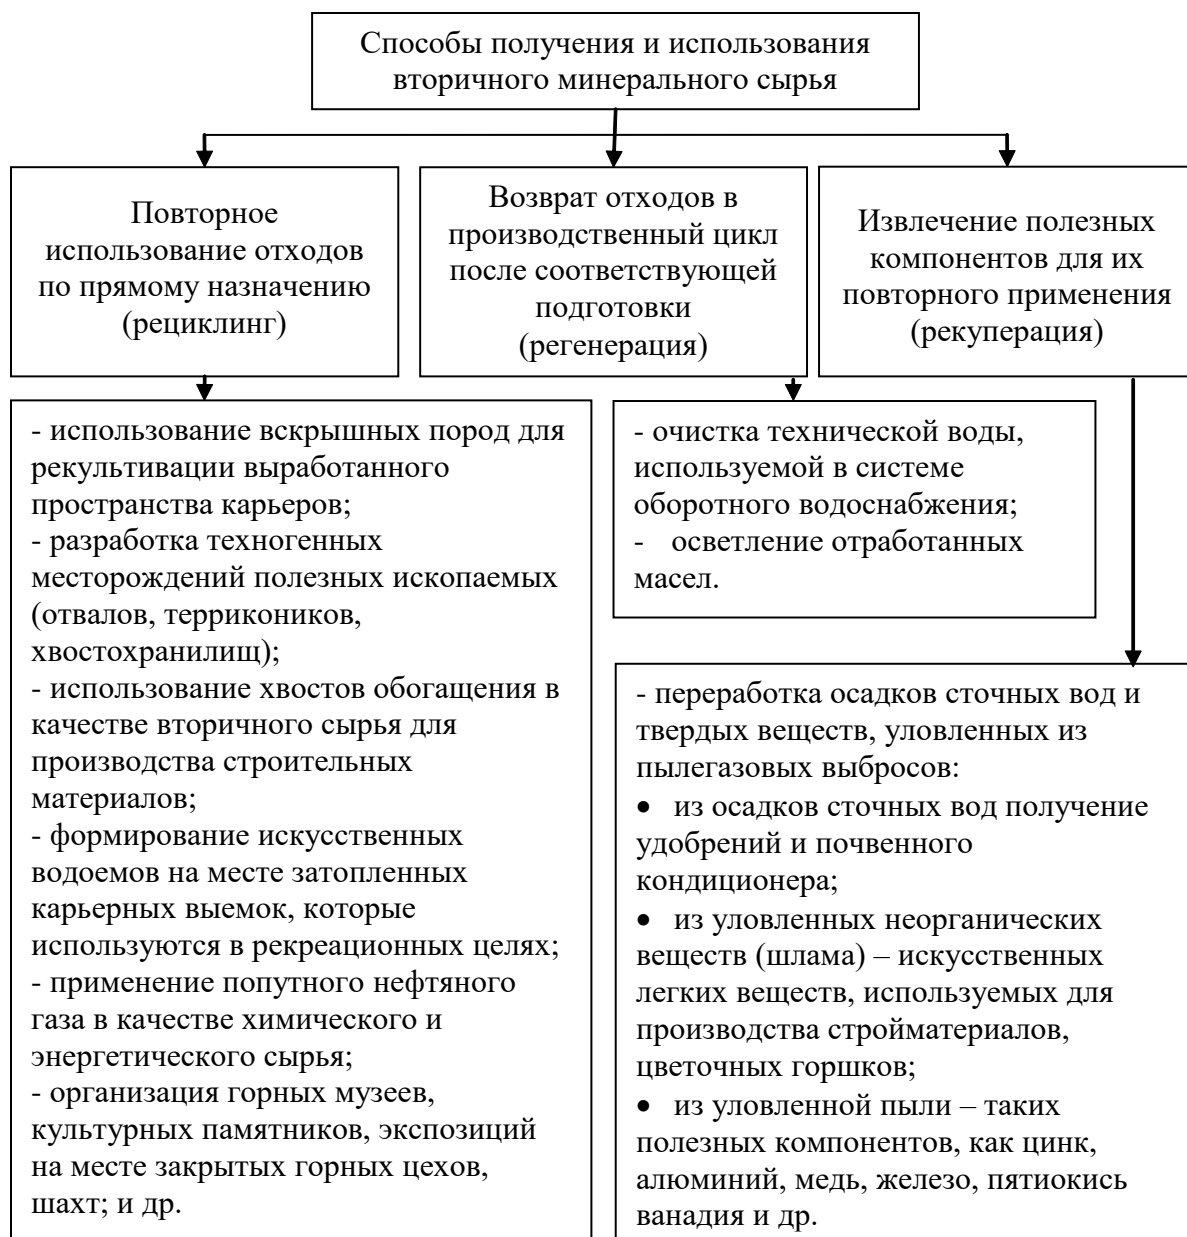 Способы получения и использования
вторичного минерального сырья
Повторное
использование отходов
по прямому назначению
(рециклинг)
Возврат отходов в
производственный цикл
после соответствующей
подготовки
(регенерация)
Извлечение полезных
компонентов для их
повторного применения
(рекуперация)
- использование вскрышных пород для
рекультивации выработанного
пространства карьеров;
- разработка техногенных
месторождений полезных ископаемых
(отвалов, террикоников,
хвостохранилищ);
- использование хвостов обогащения в
качестве вторичного сырья для
производства строительных
материалов;
- формирование искусственных
водоемов на месте затопленных
карьерных выемок, которые
используются в рекреационных целях;
- применение попутного нефтяного
газа в качестве химического и
энергетического сырья;
- организация горных музеев,
культурных памятников, экспозиций
на месте закрытых горных цехов,
шахт; и др.
- очистка технической воды,
используемой в системе
оборотного водоснабжения;
- осветление отработанных
масел.
- переработка осадков сточных вод и
твердых веществ, уловленных из
пылегазовых выбросов:
• из осадков сточных вод получение
удобрений и почвенного
кондиционера;
• из уловленных неорганических
веществ (шлама) – искусственных
легких веществ, используемых для
производства стройматериалов,
цветочных горшков;
• из уловленной пыли – таких
полезных компонентов, как цинк,
алюминий, медь, железо, пятиокись
ванадия и др.